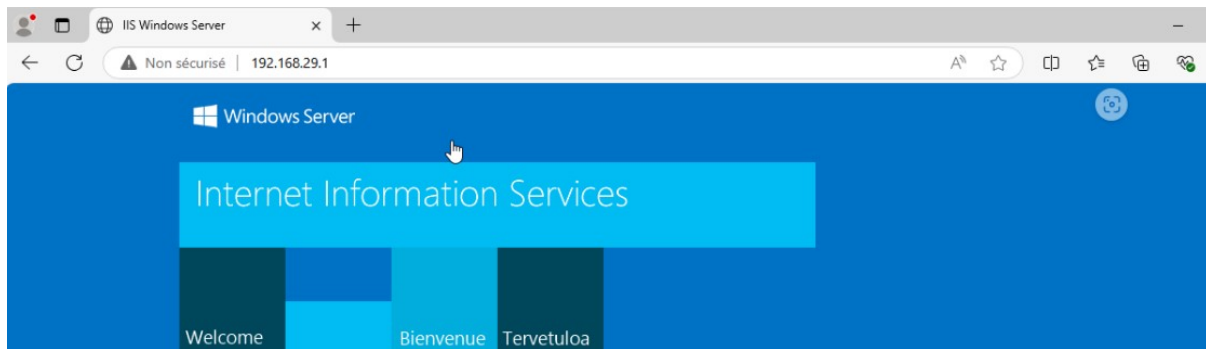 IIS Windows Server
Non sécurisé | 192.168.29.1
Windows Server
Internet Information Services
Welcome Bienvenue Tervetuloa